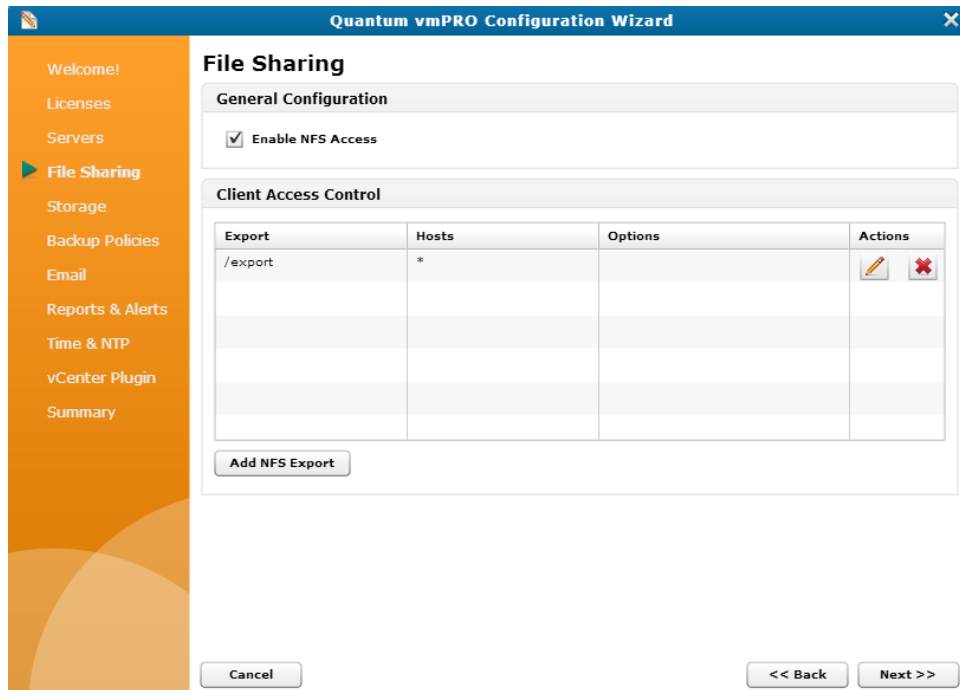 Quantum vmPRO Configuration Wizard
Welcome!
Licenses
Servers
File Sharing
Storage
Backup Policies
Email
Reports & Alerts
Time & NTP
vCenter Plugin
Summary
File Sharing
General Configuration
Enable NFS Access
Client Access Control
Export Hosts Options Actions
/export *
Add NFS Export
Cancel << Back Next >>